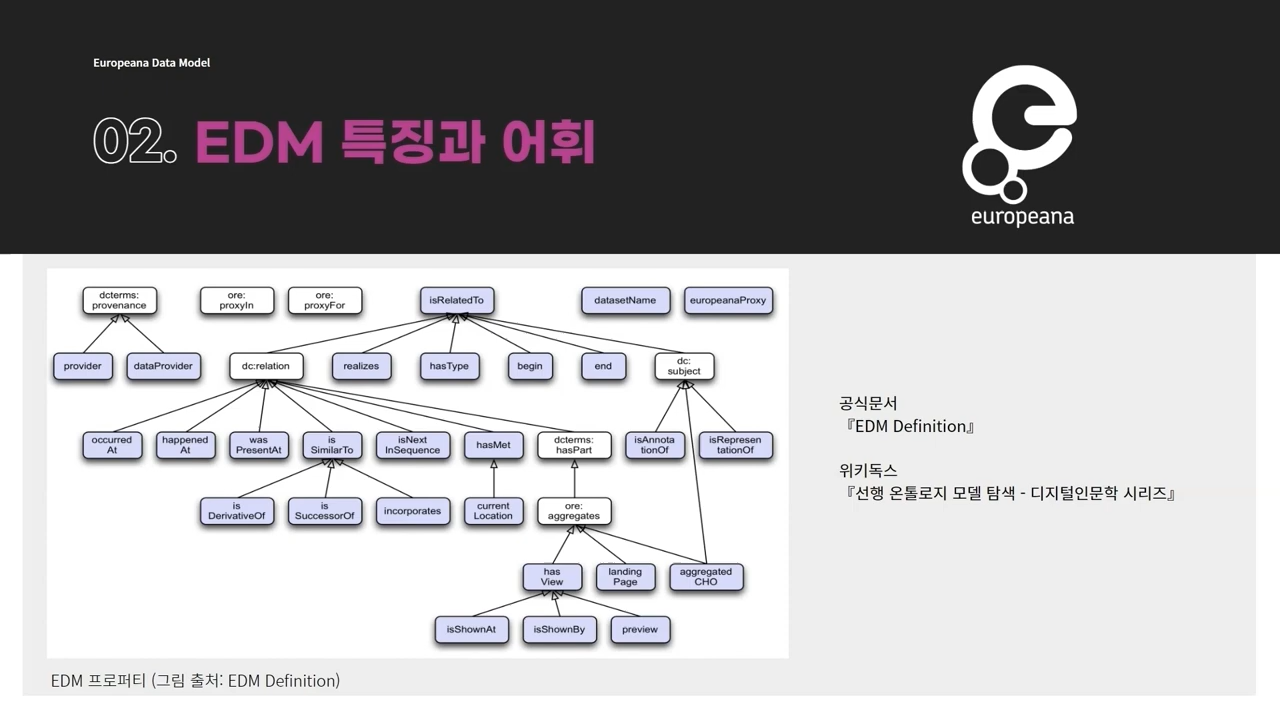 Europeana Data Model
02. EDM 특징과 어휘
europeana
dcterms:
provenance
ore:
proxyIn
ore:
proxyFor
isRelatedTo
datasetName
europeanaProxy
provider
dataProvider
dc:relation
realizes
hasType
begin
end
dc:
subject
occurred
At
happened
At
was
PresentAt
is
SimilarTo
isNext
InSequence
hasMet
dcterms:
hasPart
isAnnota
tionOf
isRepresen
tationOf
is
DerivativeOf
is
SuccessorOf
incorporates
current
Location
ore:
aggregates
has
View
landing
Page
aggregated
CHO
isShownAt
isShownBy
preview
EDM 프로퍼티 (그림 출처: EDM Definition)
공식문서
『EDM Definition』
위키독스
『선행 온톨로지 모델 탐색 - 디지털인문학 시리즈』